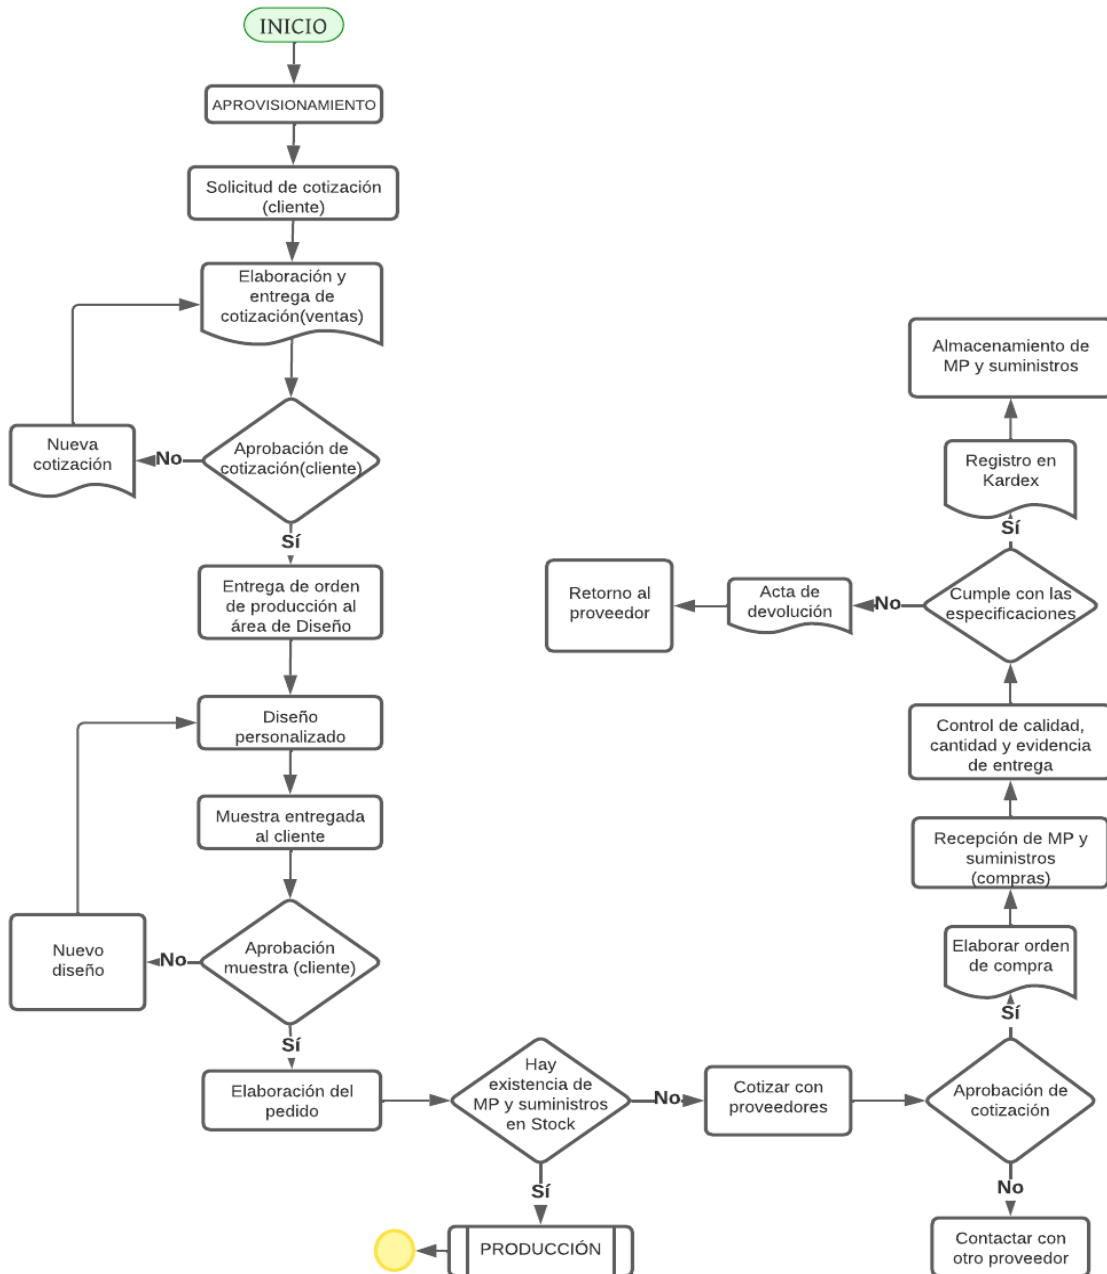 INICIO
APROVISIONAMIENTO
Solicitud de cotización
(cliente)
Elaboración y
entrega de
cotización(ventas)
Nueva
cotización
No
Aprobación de
cotización(cliente)
Sí
Entrega de orden
de producción al
área de Diseño
Diseño
personalizado
Muestra entregada
al cliente
Nuevo
diseño
No
Aprobación
muestra (cliente)
Sí
Elaboración del
pedido
Hay
existencia de
MP y suministros
en Stock
Sí
PRODUCCIÓN
No
Cotizar con
proveedores
Aprobación de
cotización
No
Contactar con
otro proveedor
Sí
Elaborar orden
de compra
Recepción de MP y
suministros
(compras)
Control de calidad,
cantidad y evidencia
de entrega
Cumple con las
especificaciones
No
Acta de
devolución
Retorno al
proveedor
Sí
Registro en
Kardex
Almacenamiento de
MP y suministros